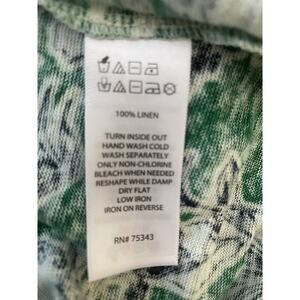 100% LINEN
TURN INSIDE OUT
HAND WASH COLD
WASH SEPARATELY
ONLY NON-CHLORINE
BLEACH WHEN NEEDED
RESHAPE WHILE DAMP
DRY FLAT
LOW IRON
IRON ON REVERSE
RN# 75343